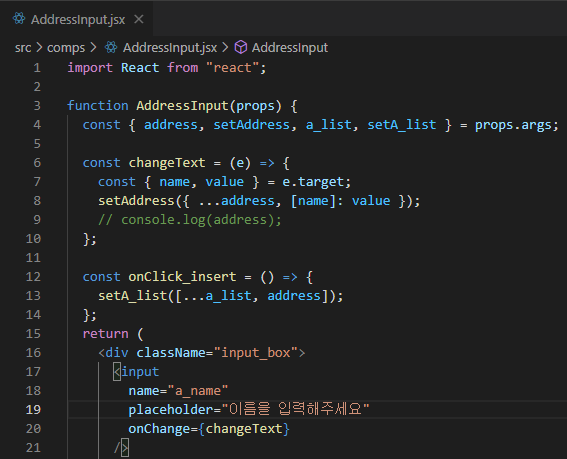 AddressInput.jsx
src > comps > AddressInput.jsx > AddressInput
1 import React from "react";
2
3 function AddressInput(props) {
4 const { address, setAddress, a_list, setA_list } = props.args;
5
6 const changeText = (e) => {
7 const { name, value } = e.target;
8 setAddress({ ...address, [name]: value });
9 // console.log(address);
10 };
11
12 const onClick_insert = () => {
13 setA_list([...a_list, address]);
14 };
15 return (
16 <div className="input_box">
17 <input
18 name="a_name"
19 placeholder="이름을 입력해주세요"
20 onChange={changeText}
21 />